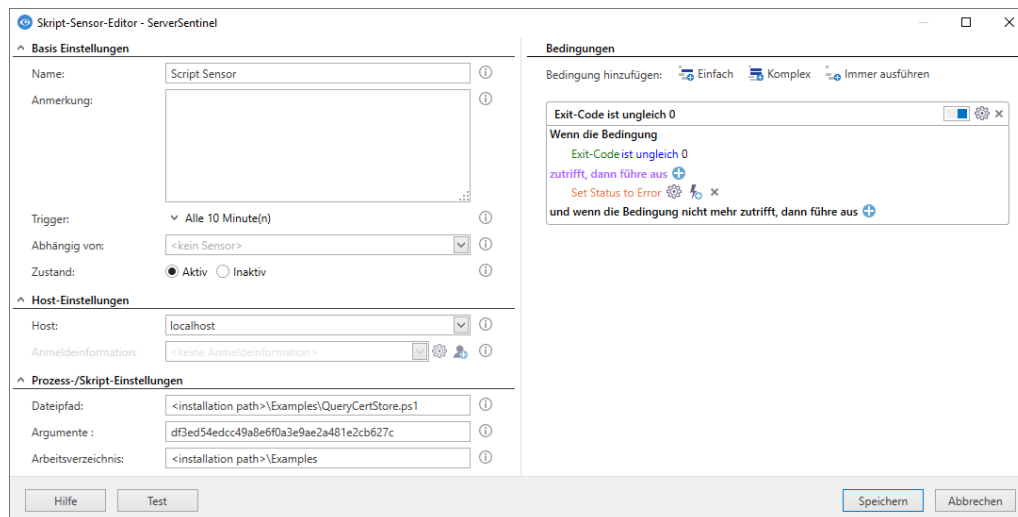 Skript-Sensor-Editor - ServerSentinel
Basis Einstellungen
Name:
Script Sensor
Anmerkung:
Trigger:
Alle 10 Minute(n)
Abhängig von:
<kein Sensor>
Zustand:
Aktiv
Inaktiv
Host-Einstellungen
Host:
localhost
Anmeldeinformation:
<keine Anmeldeinformation>
Prozess-/Skript-Einstellungen
Dateipfad:
<installation path>\Examples\QueryCertStore.ps1
Argumente :
df3ed54edcc49a8e6f0a3e9ae2a481e2cb627c
Arbeitsverzeichnis:
<installation path>\Examples
Bedingungen
Bedingung hinzufügen: Einfach Komplex Immer ausführen
Exit-Code ist ungleich 0
Wenn die Bedingung
Exit-Code ist ungleich 0
zutrifft, dann führe aus
Set Status to Error
und wenn die Bedingung nicht mehr zutrifft, dann führe aus
Hilfe
Test
Speichern
Abbrechen